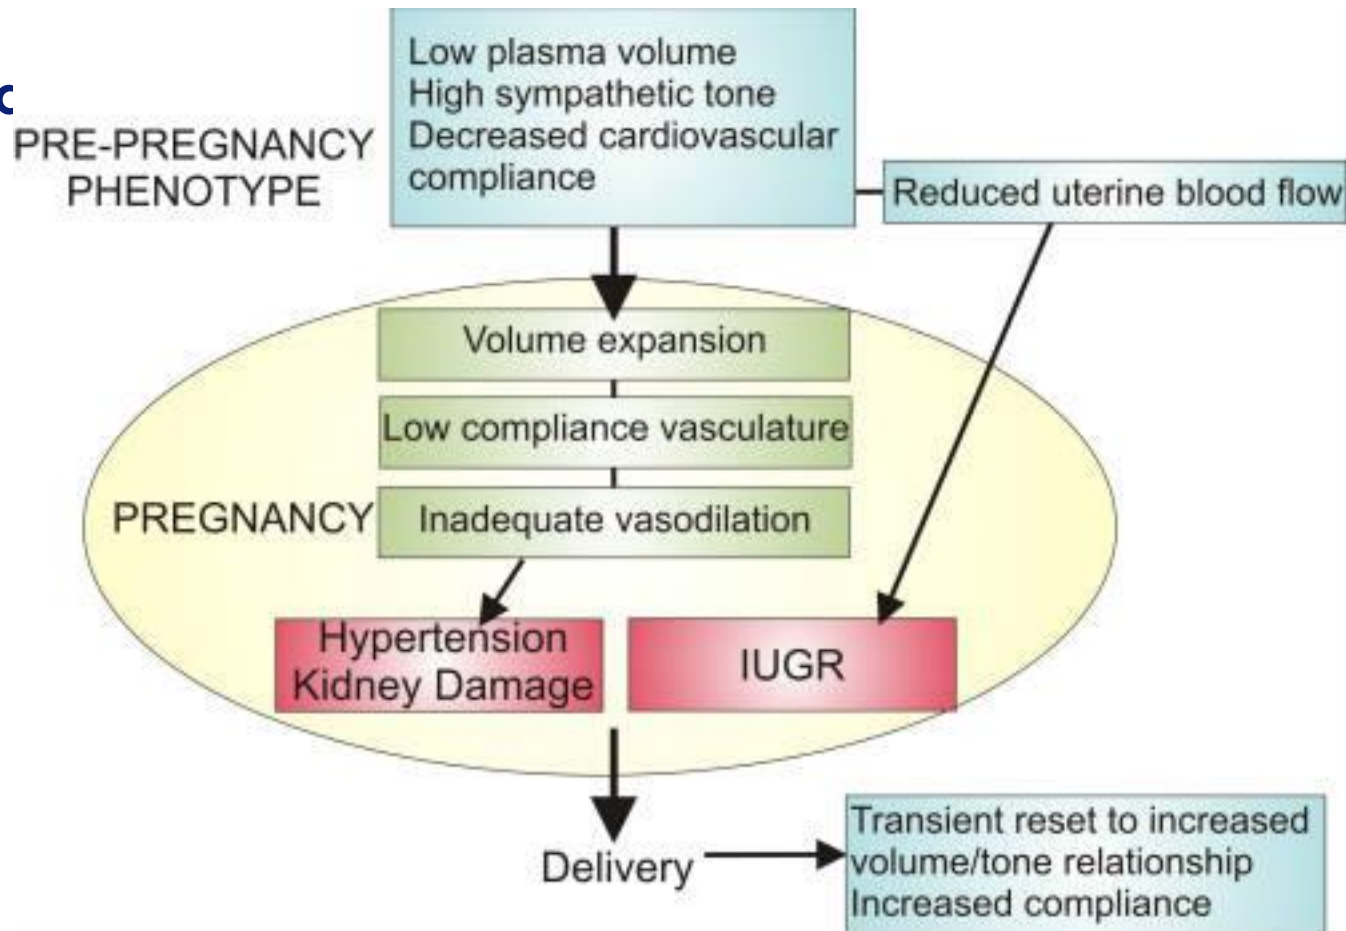 Low plasma volume
High sympathetic tone
Decreased cardiovascular
compliance
PRE-PREGNANCY
PHENOTYPE
Reduced uterine blood flow
Volume expansion
Low compliance vasculature
PREGNANCY
Inadequate vasodilation
Hypertension
Kidney Damage
IUGR
Delivery
Transient reset to increased
volume/tone relationship
Increased compliance